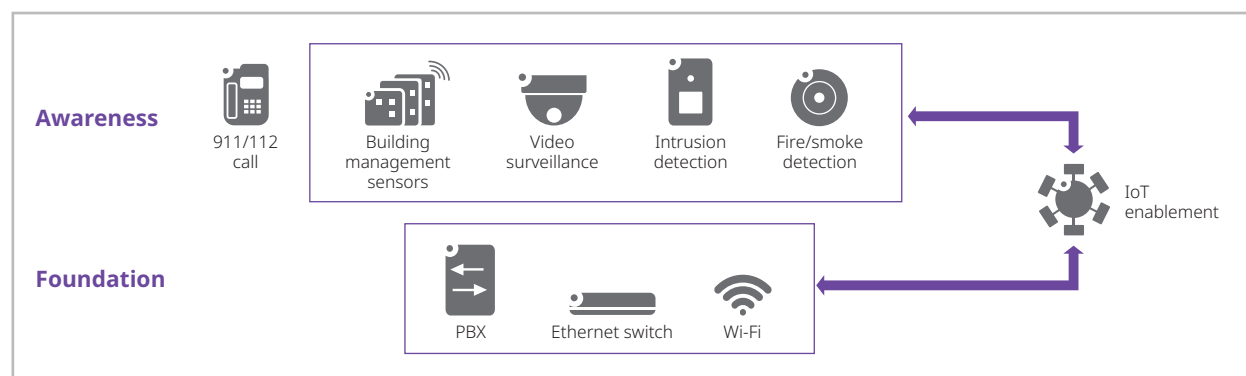 Awareness
911/112
call
Building
management
sensors
Video
surveillance
Intrusion
detection
Fire/smoke
detection
IoT
enablement
Foundation
PBX
Ethernet switch
Wi-Fi